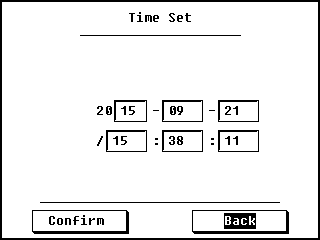 Time Set
20 15 - 09 - 21
/ 15 : 38 : 11
Confirm Back